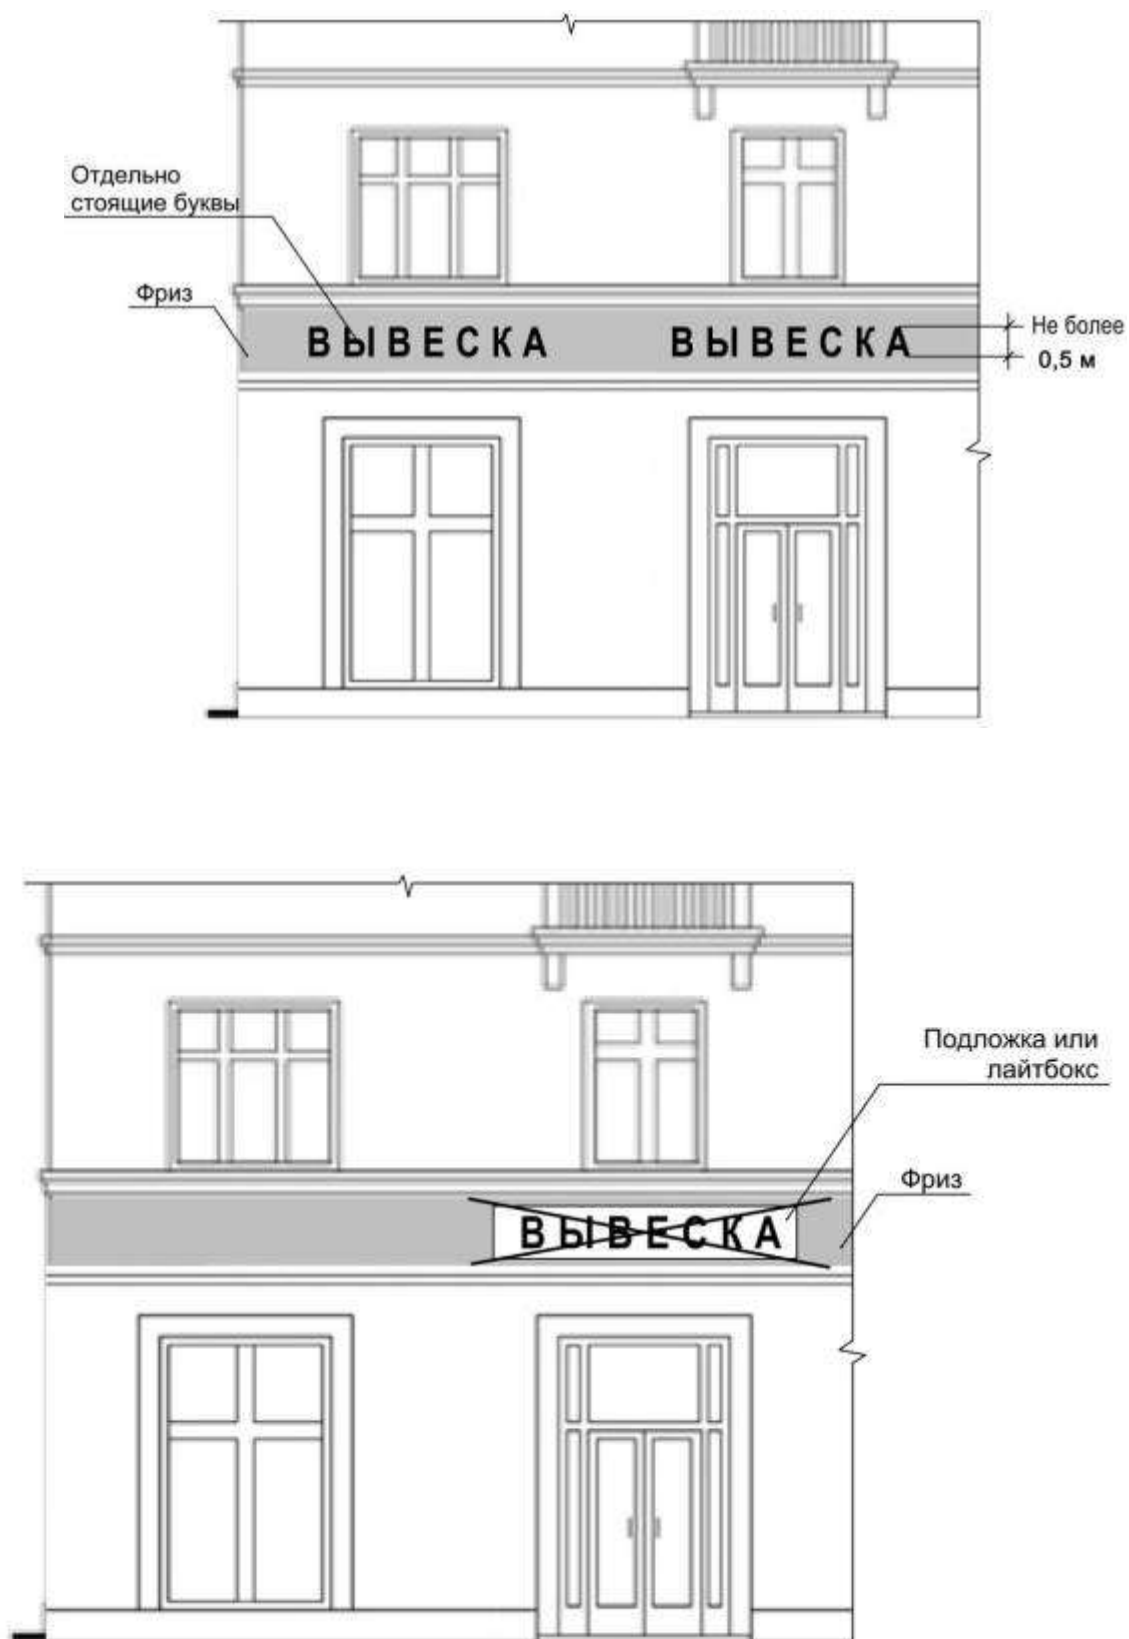 Отдельно
стоящие буквы
Фриз
ВЫВЕСКА ВЫВЕСКА
Не более
0,5 м
Подложка или
лайтбокс
Фриз
ВЫВЕСКА